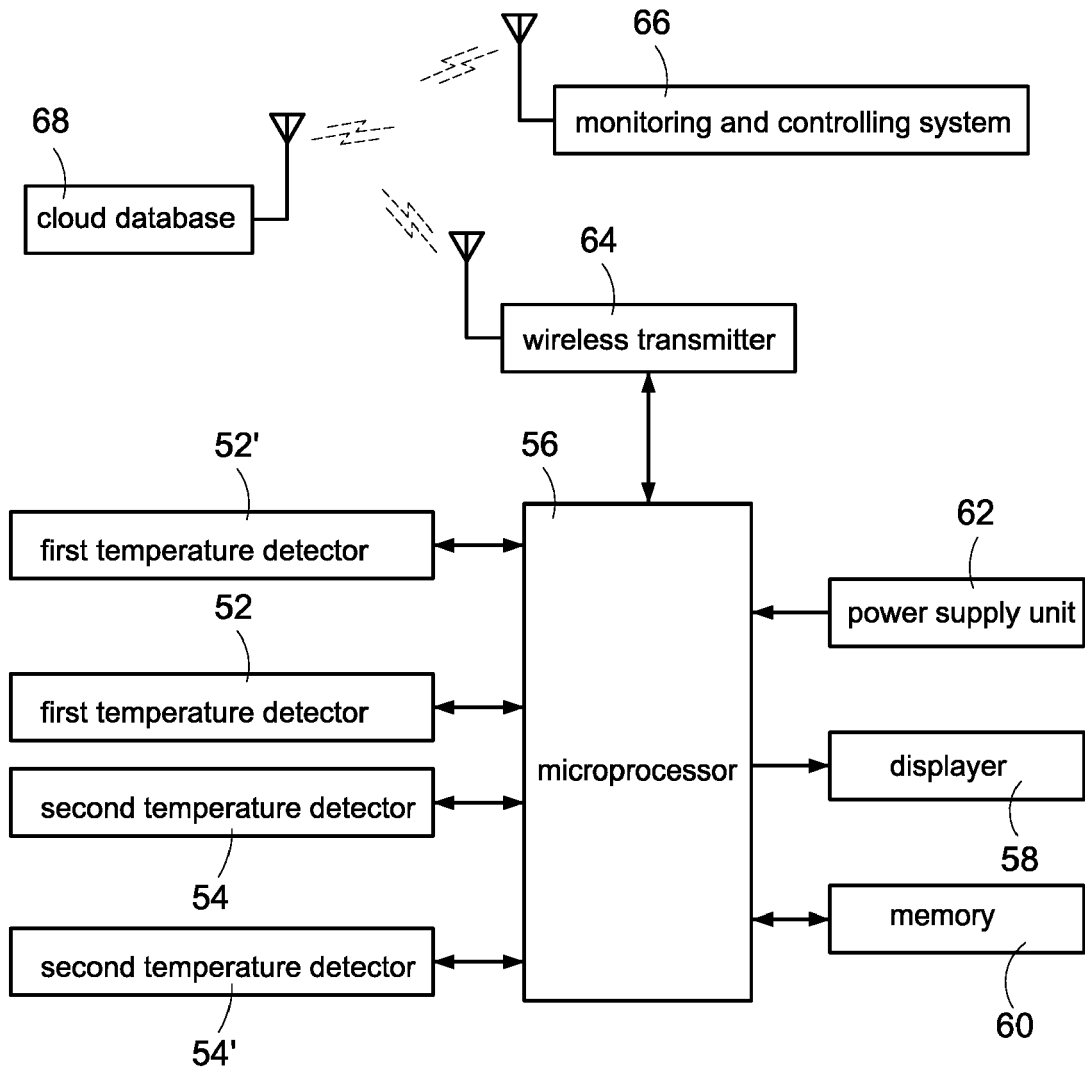 66
monitoring and controlling system
68
cloud database
64
wireless transmitter
52'
first temperature detector
56
microprocessor
62
power supply unit
52
first temperature detector
displayer
58
second temperature detector
54
memory
60
second temperature detector
54'